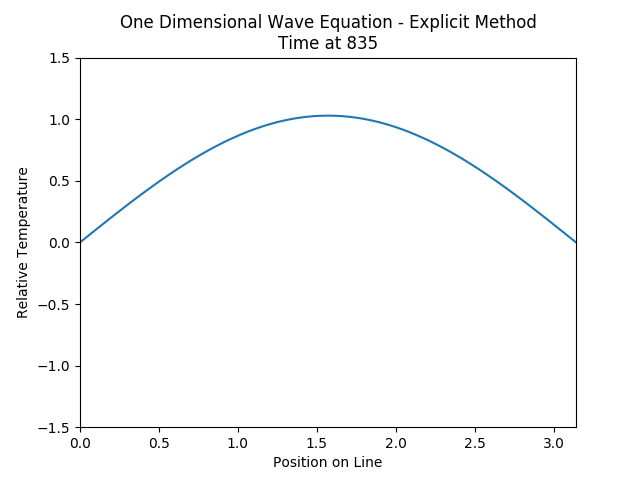 One Dimensional Wave Equation - Explicit Method
Time at 835
1.5
1.0
0.5
0.0
−0.5
−1.0
−1.5
Relative Temperature
0.0 0.5 1.0 1.5 2.0 2.5 3.0
Position on Line